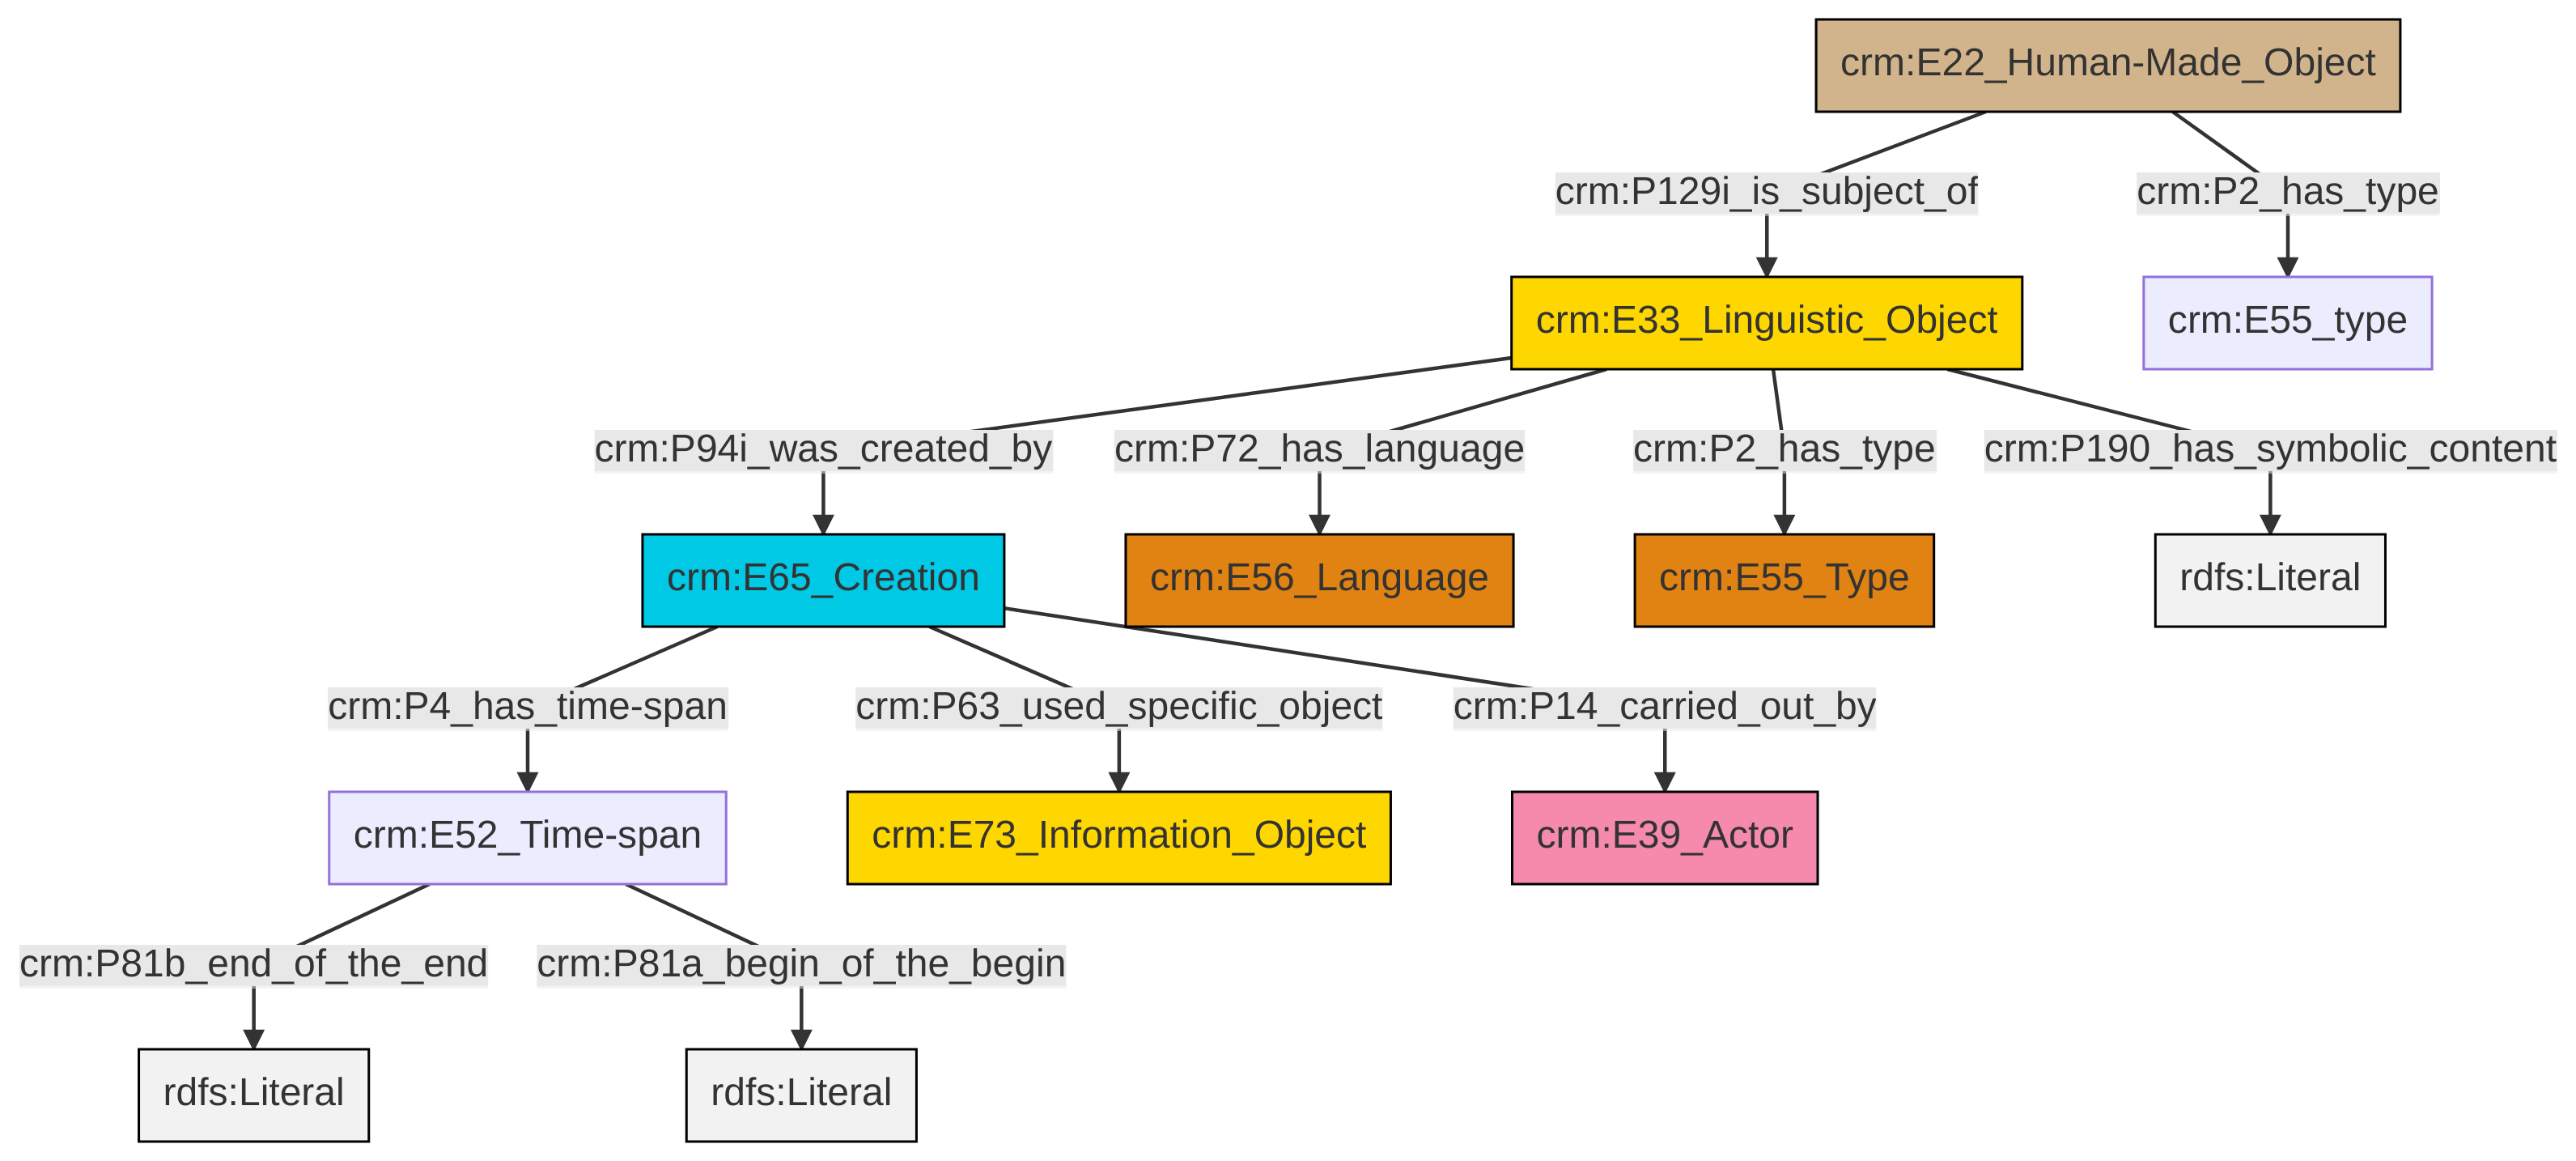 crm:E22_Human-Made_Object
crm:P129i_is_subject_of
crm:P2_has_type
crm:E33_Linguistic_Object
crm:E55_type
crm:P94i_was_created_by
crm:P72_has_language
crm:P2_has_type
crm:P190_has_symbolic_content
crm:E65_Creation
crm:E56_Language
crm:E55_Type
rdfs:Literal
crm:P4_has_time-span
crm:P63_used_specific_object
crm:P14_carried_out_by
crm:E52_Time-span
crm:E73_Information_Object
crm:E39_Actor
crm:P81b_end_of_the_end
crm:P81a_begin_of_the_begin
rdfs:Literal
rdfs:Literal